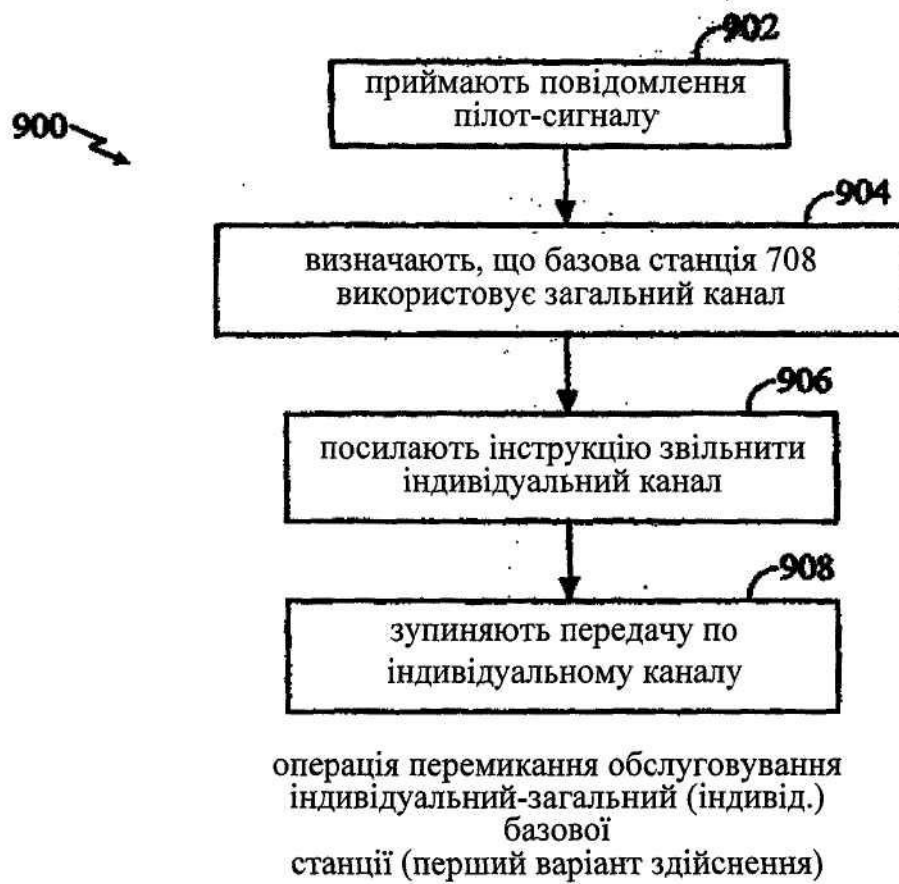 902
приймають повідомлення
пілот-сигналу
900
904
визначають, що базова станція 708
використовує загальний канал
906
посилають інструкцію звільнити
індивідуальний канал
908
зупиняють передачу по
індивідуальному каналу
операція перемикання обслуговування
індивідуальний-загальний (індивід.)
базової
станції (перший варіант здійснення)